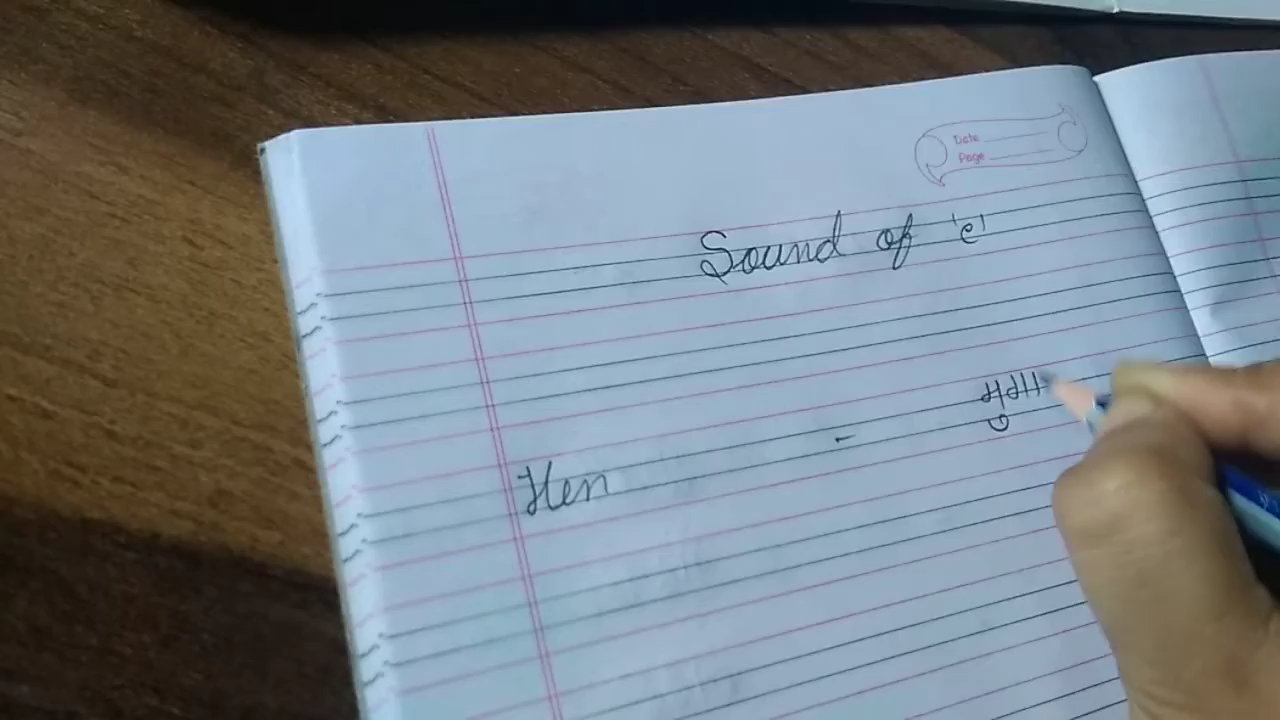 Date
Page
Sound of 'e'
Hen - मुगा